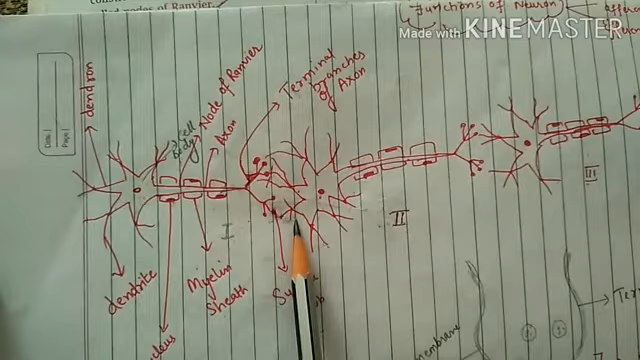 Functions of Neuron
Made with KINEMASTER
nodes of Ranvier.
Date
Page
dendron
Cell
body
Node of Ranvier
Axon
Terminal
branches
of Axon
I
II
III
dendrite
Myelin
Sheath